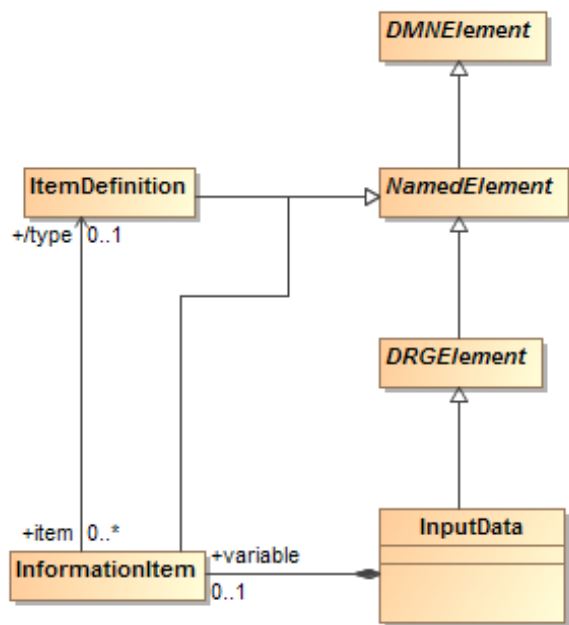 DMNElement
ItemDefinition
NamedElement
+/type 0..1
DRGElement
+item 0..*
InputData
InformationItem
+variable
0..1